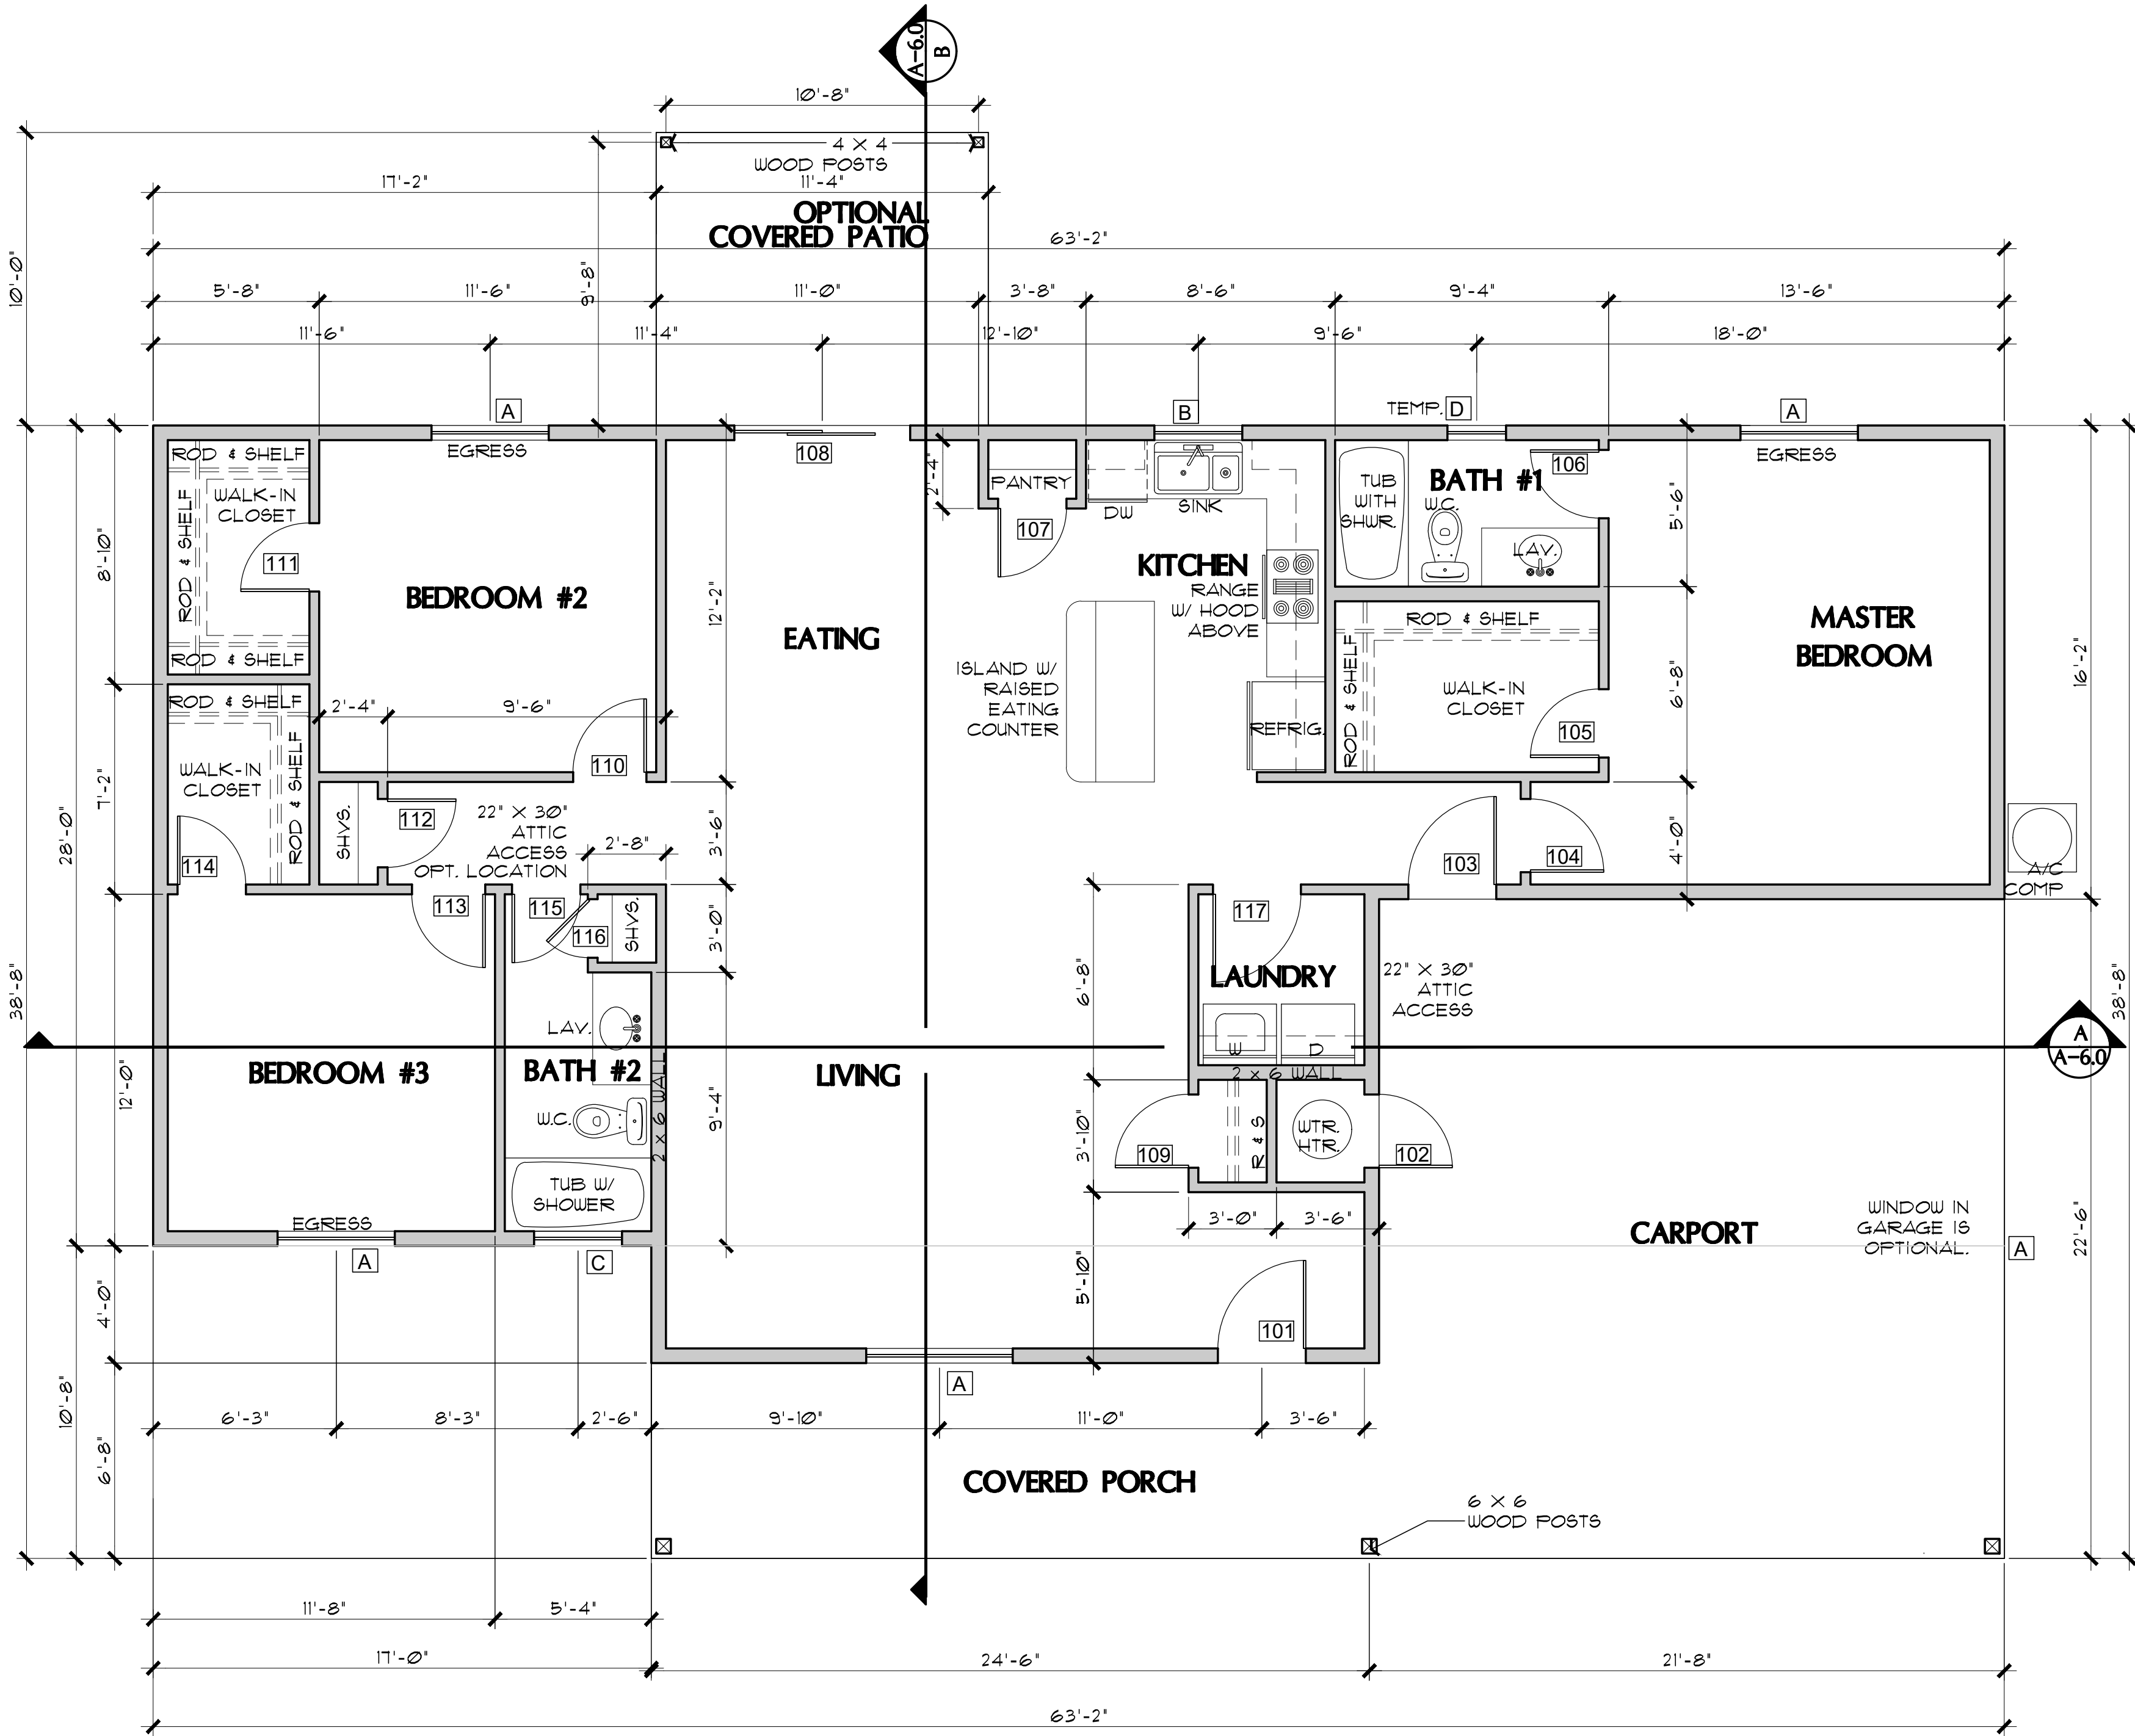 A-6.0
B
10'-8"
4 X 4
WOOD POSTS
17'-2"
11'-4"
OPTIONAL
COVERED PATIO
63'-2"
10'-0"
9'-8"
5'-8"
11'-6"
11'-0"
3'-8"
8'-6"
9'-4"
13'-6"
11'-6"
11'-4"
12'-10"
9'-6"
18'-0"
A
B
TEMP. D
A
EGRESS
108
EGRESS
ROD & SHELF
WALK-IN
CLOSET
ROD & SHELF
111
ROD & SHELF
8'-10"
BEDROOM #2
12'-2"
EATING
2'-4"
PANTRY
107
DW
SINK
KITCHEN
RANGE
W/ HOOD
ABOVE
ISLAND W/
RAISED
EATING
COUNTER
REFRIG.
TUB
WITH
SHWR.
BATH #1
W.C.
LAV.
106
5'-6"
ROD & SHELF
ROD & SHELF
WALK-IN
CLOSET
105
6'-8"
MASTER
BEDROOM
16'-2"
ROD & SHELF
WALK-IN
CLOSET
ROD & SHELF
114
7'-2"
28'-0"
2'-4"
9'-6"
110
SHVS.
112
22" X 30"
ATTIC
ACCESS
OPT. LOCATION
2'-8"
3'-6"
113
115
116
SHVS.
3'-0"
103
104
4'-0"
A/C
COMP
117
LAUNDRY
6'-8"
22" X 30"
ATTIC
ACCESS
38'-8"
38'-8"
A
A-6.0
W
D
2 x 6 WALL
BEDROOM #3
12'-0"
LAV.
BATH #2
W.C.
2 x 6 WALL
TUB W/
SHOWER
LIVING
9'-4"
3'-10"
109
R & S
WTR.
HTR.
102
3'-0"
3'-6"
CARPORT
WINDOW IN
GARAGE IS
OPTIONAL.
A
22'-6"
EGRESS
A
C
5'-10"
101
A
4'-0"
10'-8"
6'-8"
6'-3"
8'-3"
2'-6"
9'-10"
11'-0"
3'-6"
COVERED PORCH
6 X 6
WOOD POSTS
11'-8"
5'-4"
17'-0"
24'-6"
21'-8"
63'-2"